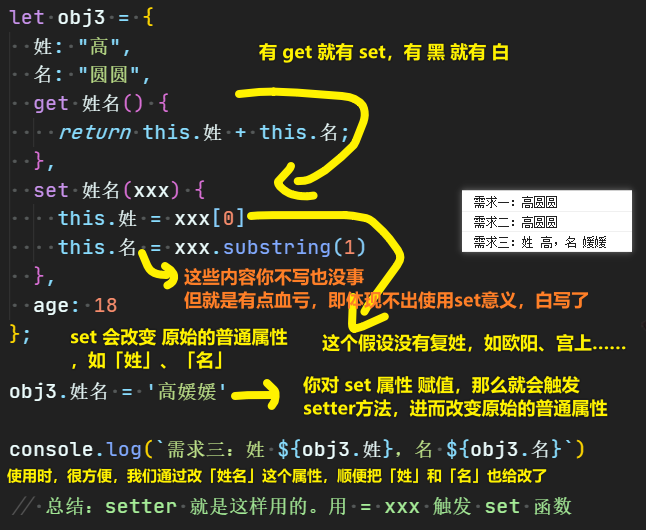 let obj3 = {
姓: "高",
名: "圆圆",
有 get 就有 set，有 黑 就有 白
get 姓名() {
return this.姓 + this.名;
},
set 姓名(xxx) {
this.姓 = xxx[0]
this.名 = xxx.substring(1)
},
age: 18
};
需求一：高圆圆
需求二：高圆圆
需求三：姓 高，名 媛媛
这些内容你不写也没事
但就是有点血亏，即体现不出使用set意义，白写了
set 会改变 原始的普通属性
，如「姓」、「名」
这个假设没有复姓，如欧阳、宫上……
obj3.姓名 = '高媛媛'
你对 set 属性 赋值，那么就会触发
setter方法，进而改变原始的普通属性
console.log(`需求三：姓 ${obj3.姓}，名 ${obj3.名}`)
使用时，很方便，我们通过改「姓名」这个属性，顺便把「姓」和「名」也给改了
// 总结：setter 就是这样用的。用 = xxx 触发 set 函数